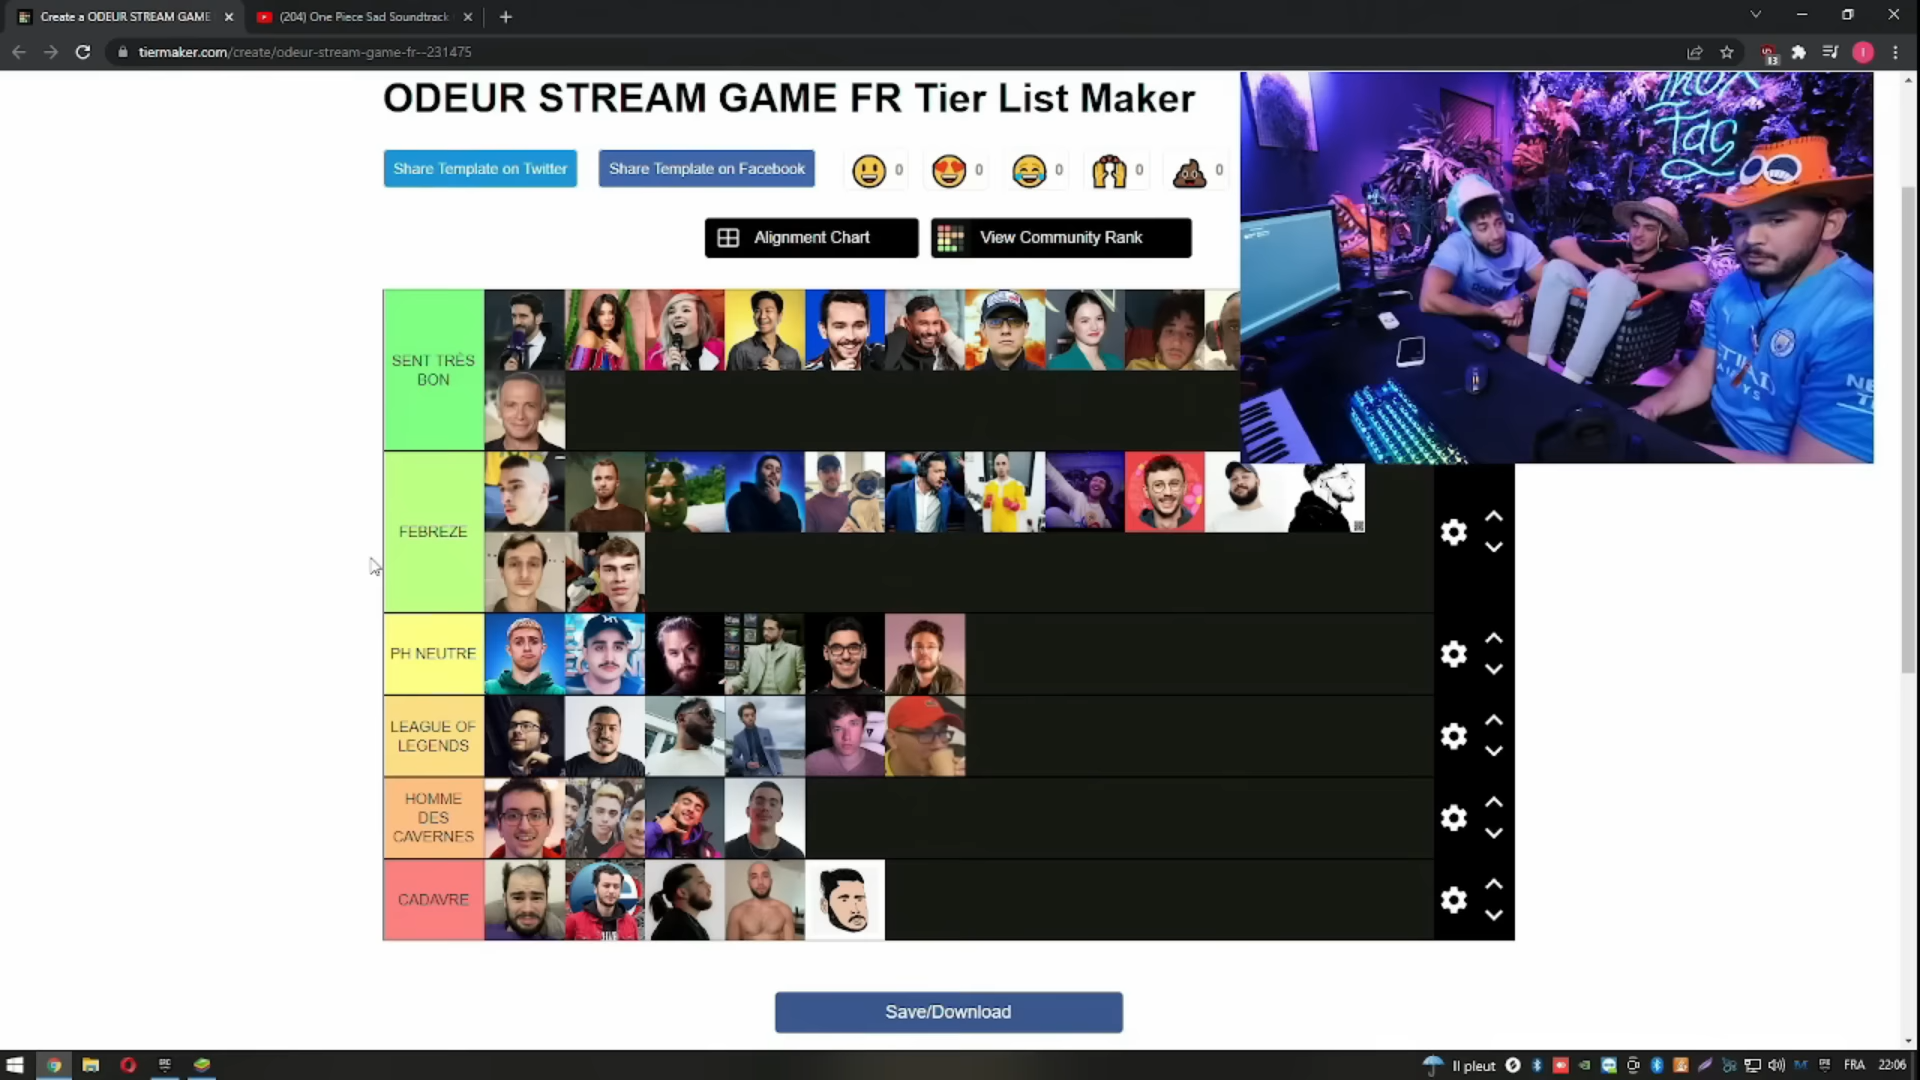 Create a ODEUR STREAM GAME
(204) One Piece Sad Soundtrack
tiermaker.com/create/odeur-stream-game-fr--231475
13
I
ODEUR STREAM GAME FR Tier List Maker
Share Template on Twitter
Share Template on Facebook
0
0
0
0
0
Alignment Chart
View Community Rank
SENT TRÈS
BON
FEBREZE
PH NEUTRE
LEAGUE OF
LEGENDS
HOMME
DES
CAVERNES
CADAVRE
Inox
Tag
Save/Download
Il pleut
FRA
22:06